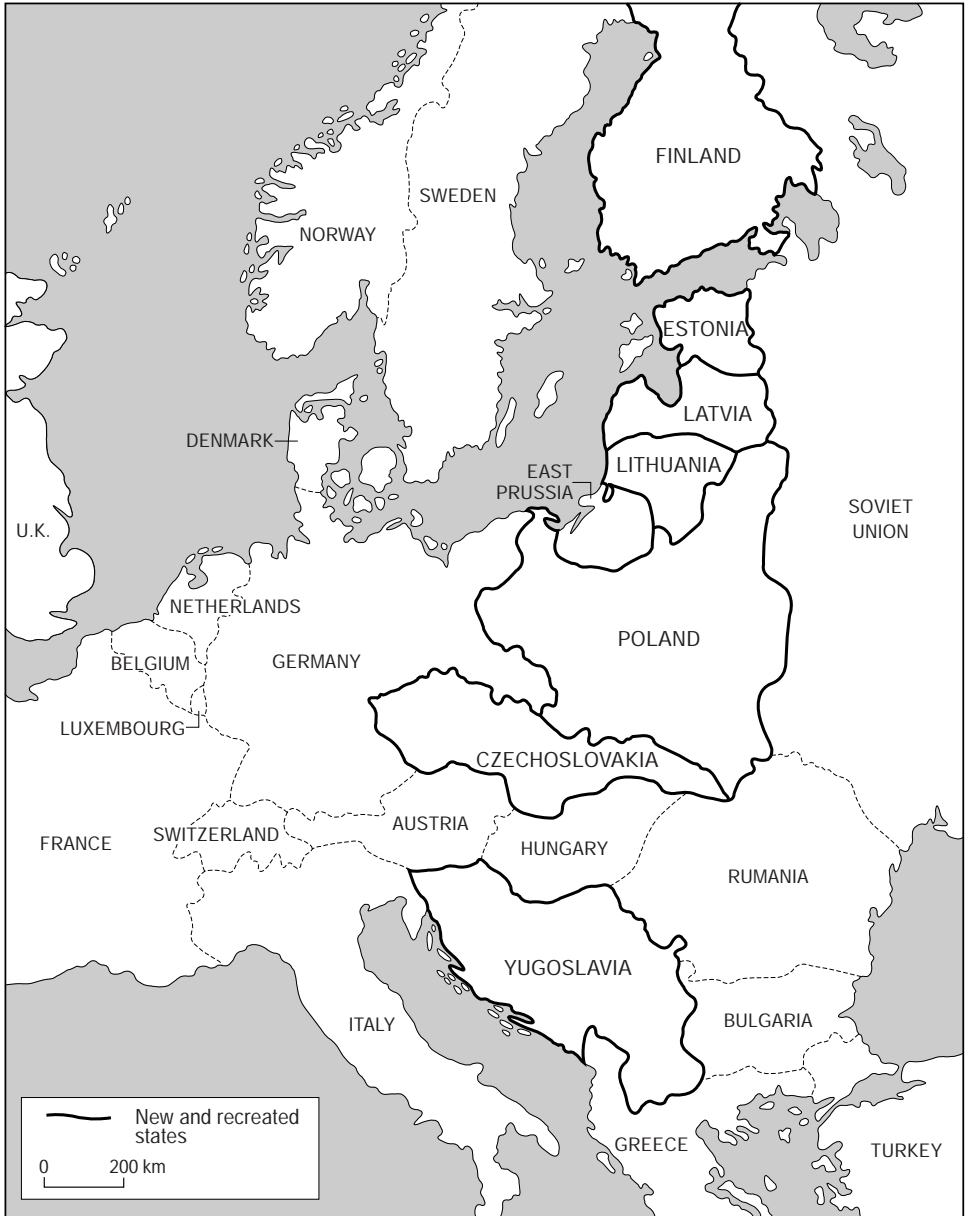 FINLAND
SWEDEN
NORWAY
ESTONIA
LATVIA
DENMARK
LITHUANIA
EAST
PRUSSIA
SOVIET
UNION
U.K.
NETHERLANDS
POLAND
BELGIUM
GERMANY
LUXEMBOURG
CZECHOSLOVAKIA
AUSTRIA
SWITZERLAND
FRANCE
HUNGARY
RUMANIA
YUGOSLAVIA
ITALY
BULGARIA
New and recreated
states
0 200 km
GREECE
TURKEY